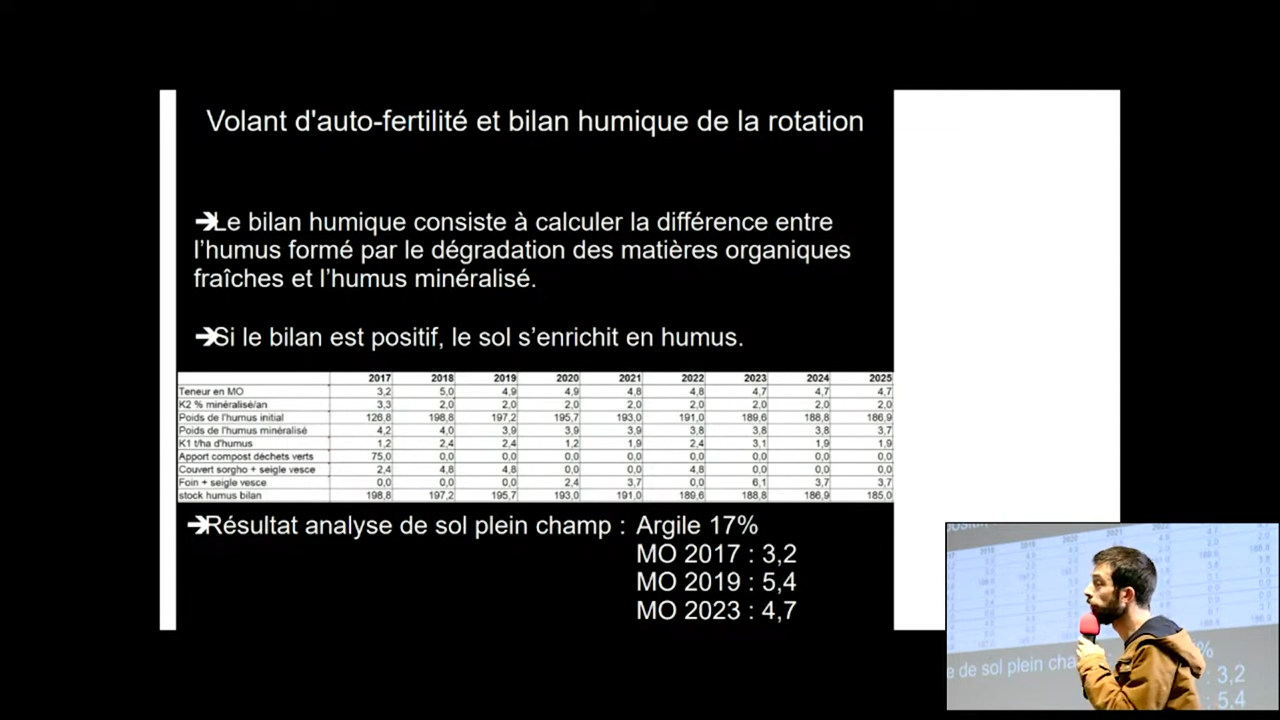 Volant d'auto-fertilité et bilan humique de la rotation
➔Le bilan humique consiste à calculer la différence entre
l'humus formé par le dégradation des matières organiques
fraîches et l'humus minéralisé.
➔Si le bilan est positif, le sol s'enrichit en humus.
2017 2018 2019 2020 2021 2022 2023 2024 2025
Teneur en MO 3,2 5,0 4,9 4,9 4,8 4,8 4,7 4,7 4,7
K2 % minéralisé/an 3,3 2,0 2,0 2,0 2,0 2,0 2,0 2,0 2,0
Poids de l'humus initial 126,8 198,8 197,2 195,7 193,0 191,0 189,6 188,8 186,9
Poids de l'humus minéralisé 4,2 4,0 3,9 3,9 3,9 3,8 3,8 3,8 3,7
K1 t/ha d'humus 1,2 2,4 2,4 1,2 1,9 2,4 3,1 1,9 1,9
Apport compost déchets verts 75,0 0,0 0,0 0,0 0,0 0,0 0,0 0,0 0,0
Couvert sorgho + seigle vesce 2,4 4,8 4,8 0,0 0,0 4,8 0,0 0,0 0,0
Foin + seigle vesce 0,0 0,0 0,0 2,4 3,7 0,0 6,1 3,7 3,7
stock humus bilan 198,8 197,2 195,7 193,0 191,0 189,6 188,8 186,9 185,0
➔Résultat analyse de sol plein champ : Argile 17%
MO 2017 : 3,2
MO 2019 : 5,4
MO 2023 : 4,7
e de sol plein cha %
: 3,2
: 5,4